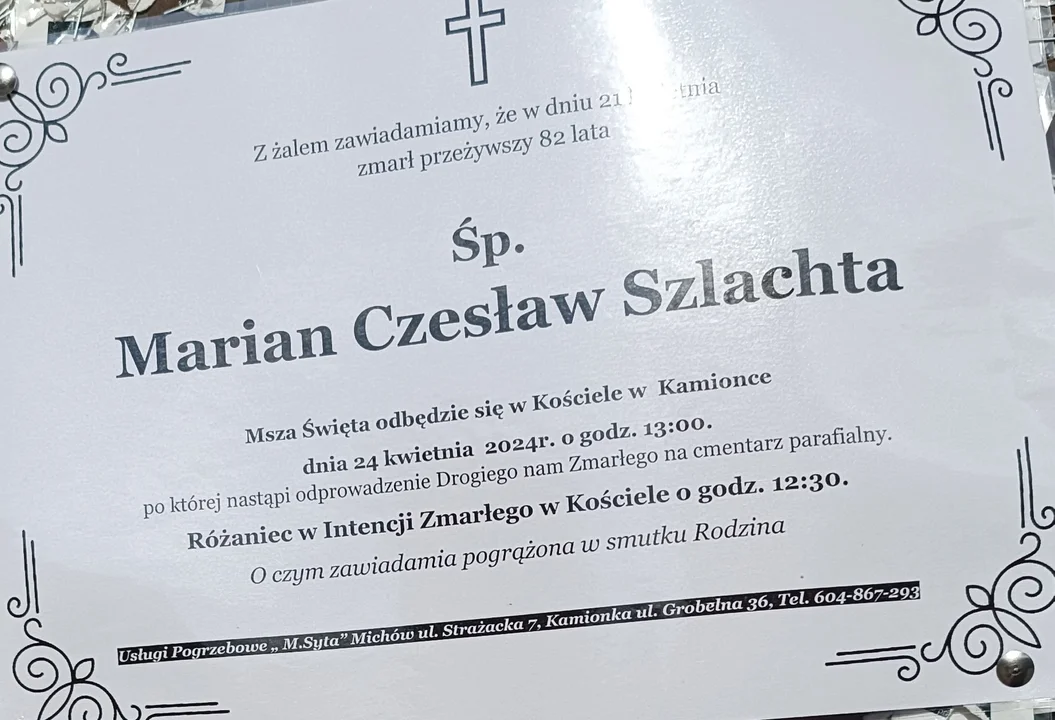 Z żalem zawiadamiamy, że w dniu 21
zmarł przeżywszy 82 lata
Śp.
Marian Czesław Szlachta
Msza Święta odbędzie się w Kościele w Kamionce
dnia 24 kwietnia 2024r. o godz. 13:00.
po której nastąpi odprowadzenie Drogiego nam Zmarłego na cmentarz parafialny.
Różaniec w Intencji Zmarłego w Kościele o godz. 12:30.
O czym zawiadamia pogrążona w smutku Rodzina
Usługi Pogrzebowe „ M.Syta” Michów ul. Strażacka 7, Kamionka ul. Grobelna 36, Tel. 604-867-293